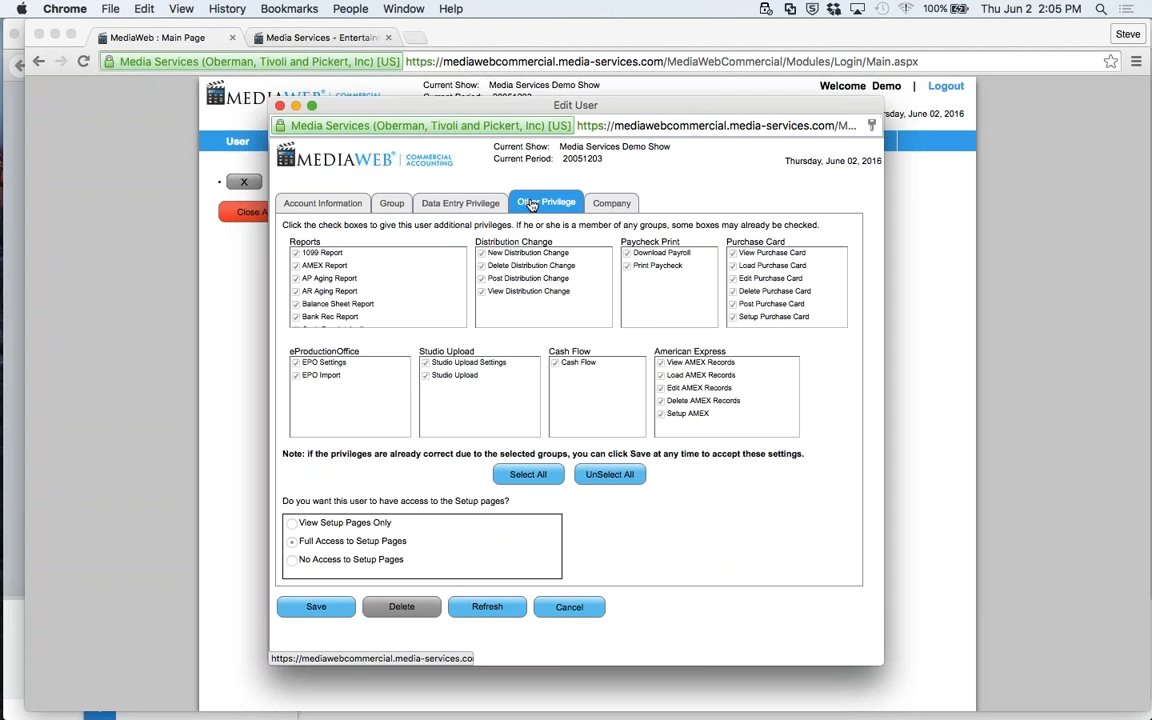 Chrome File Edit View History Bookmarks People Window Help 100% Thu Jun 2 2:05 PM
MediaWeb : Main Page Media Services - Entertain Steve
Media Services (Oberman, Tivoli and Pickert, Inc) [US] https://mediawebcommercial.media-services.com/MediaWebCommercial/Modules/Login/Main.aspx
Current Show: Media Services Demo Show Welcome Demo | Logout
Edit User
Media Services (Oberman, Tivoli and Pickert, Inc) [US] https://mediawebcommercial.media-services.com/M...
rsday, June 02, 2016
User
MEDIAWEB COMMERCIAL ACCOUNTING
Current Show: Media Services Demo Show
Current Period: 20051203
Thursday, June 02, 2016
X
Close A
Account Information Group Data Entry Privilege Other Privilege Company
Click the check boxes to give this user additional privileges. If he or she is a member of any groups, some boxes may already be checked.
Reports
1099 Report
AMEX Report
AP Aging Report
AR Aging Report
Balance Sheet Report
Bank Rec Report
Distribution Change
New Distribution Change
Delete Distribution Change
Post Distribution Change
View Distribution Change
Paycheck Print
Download Payroll
Print Paycheck
Purchase Card
View Purchase Card
Load Purchase Card
Edit Purchase Card
Delete Purchase Card
Post Purchase Card
Setup Purchase Card
eProductionOffice
EPO Settings
EPO Import
Studio Upload
Studio Upload Settings
Studio Upload
Cash Flow
Cash Flow
American Express
View AMEX Records
Load AMEX Records
Edit AMEX Records
Delete AMEX Records
Setup AMEX
Note: if the privileges are already correct due to the selected groups, you can click Save at any time to accept these settings.
Select All UnSelect All
Do you want this user to have access to the Setup pages?
View Setup Pages Only
Full Access to Setup Pages
No Access to Setup Pages
Save Delete Refresh Cancel
https://mediawebcommercial.media-services.co